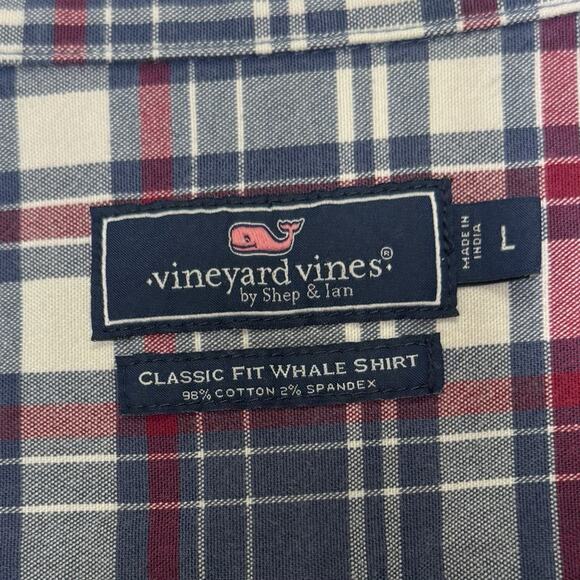 vineyard vines®
by Shep & Ian
MADE IN
INDIA
L
CLASSIC FIT WHALE SHIRT
98% COTTON 2% SPANDEX